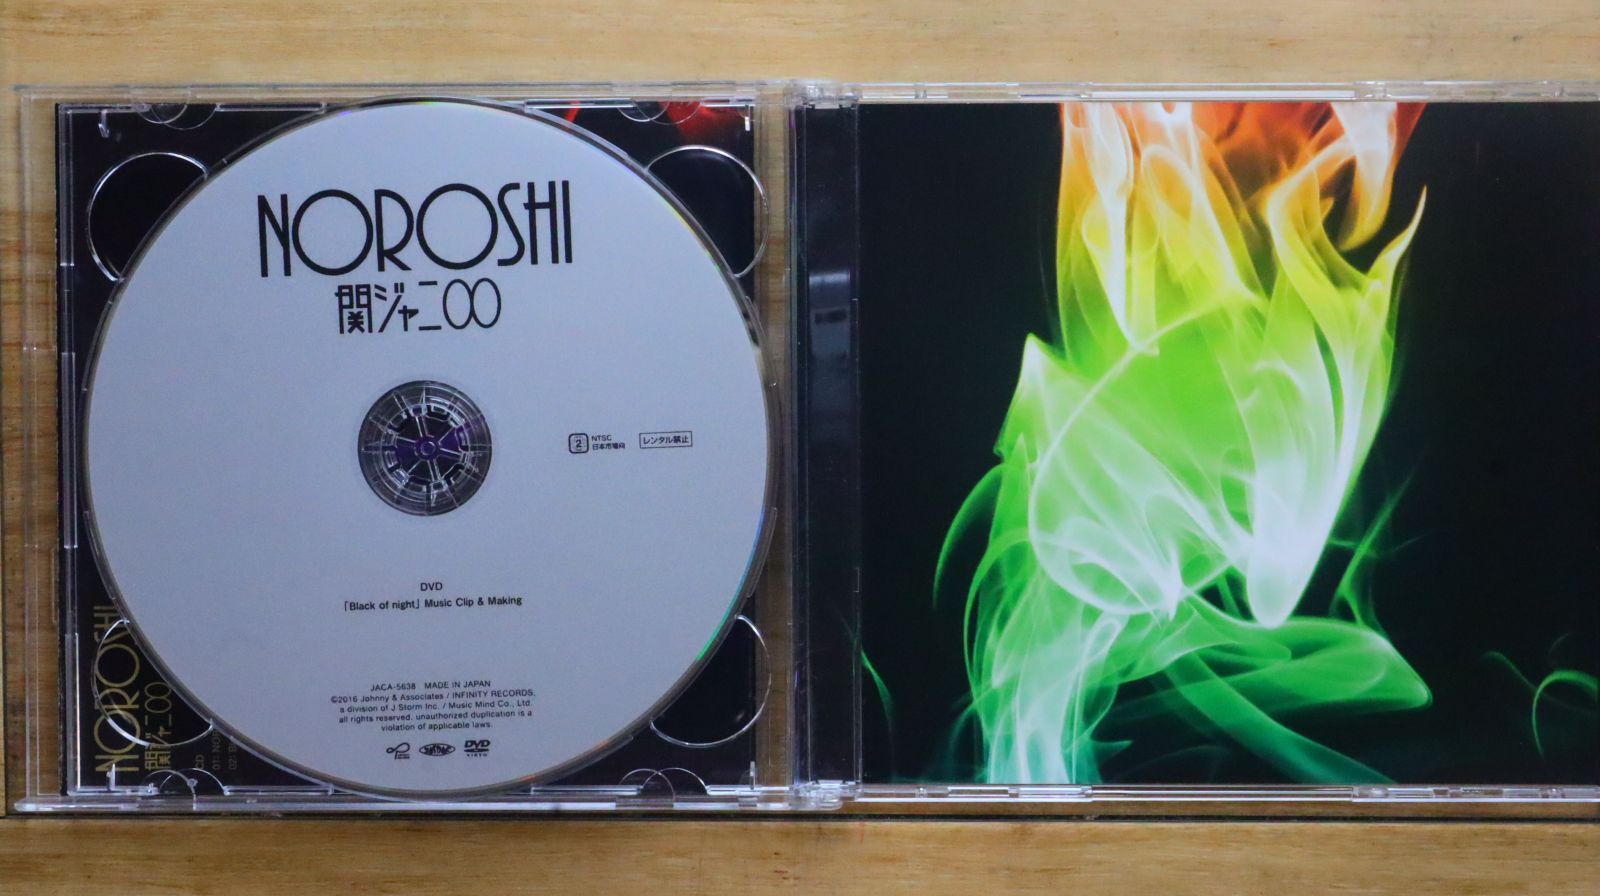 NOROSHI
関ジャニ∞
2
NTSC
日本市場向
レンタル禁止
DVD
「Black of night」 Music Clip & Making
JACA-5638 MADE IN JAPAN
©2016 Johnny & Associates / INFINITY RECORDS,
a division of J Storm Inc. / Music Mind Co., Ltd.
all rights reserved. unauthorized duplication is a
violation of applicable laws.
DVD
VIDEO
NOROSHI
関ジャニ∞
CD